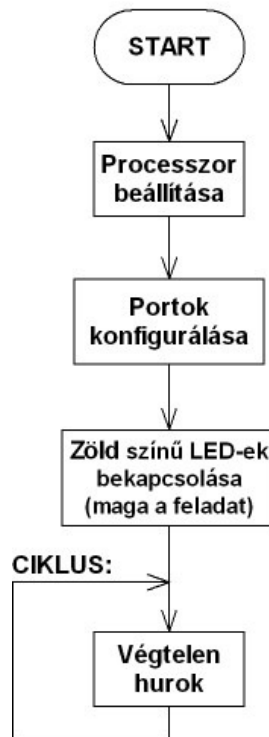 START
Processzor
beállítása
Portok
konfigurálása
Zöld színű LED-ek
bekapcsolása
(maga a feladat)
CIKLUS:
Végtelen
hurok